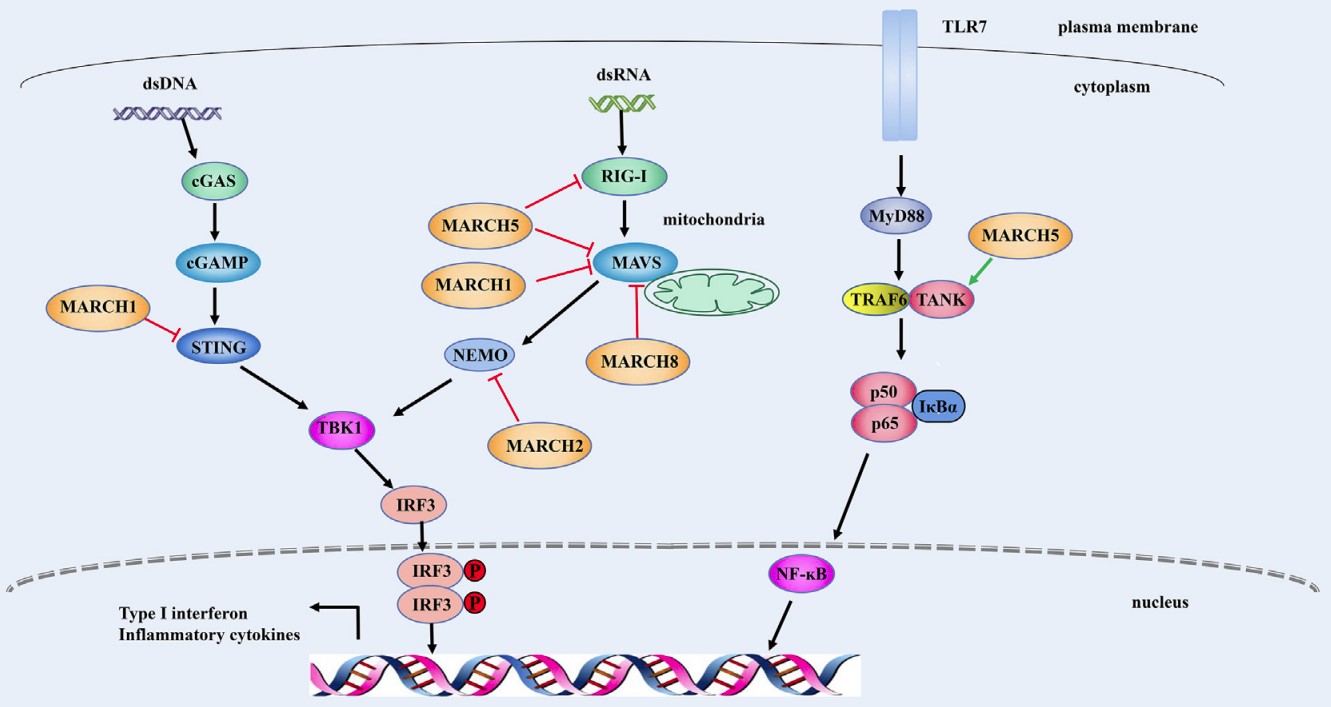 TLR7
plasma membrane
dsDNA
dsRNA
cytoplasm
cGAS
RIG-I
MARCH5
mitochondria
MyD88
MARCH5
cGAMP
MAVS
MARCH1
MARCH1
TRAF6
TANK
STING
NEMO
MARCH8
p50
IκBα
p65
TBK1
MARCH2
IRF3
IRF3
P
NF-κB
IRF3
P
nucleus
Type I interferon
Inflammatory cytokines